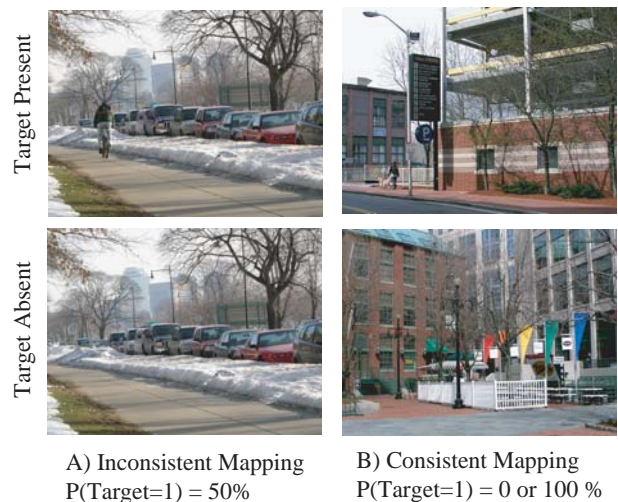 Target Present
Target Absent
A) Inconsistent Mapping
P(Target=1) = 50%
B) Consistent Mapping
P(Target=1) = 0 or 100 %